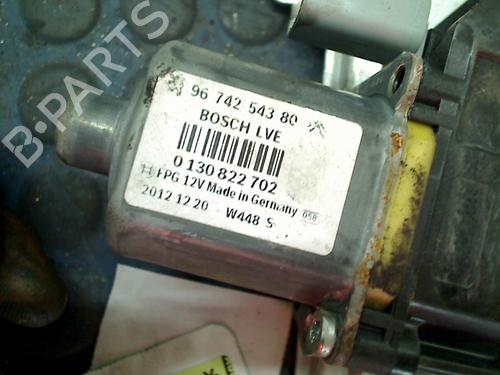 B-PARTS
96 742 543 80
BOSCH LVE
0 130 822 702
FPG 12V Made in Germany 058
2012 12 20 W448 S